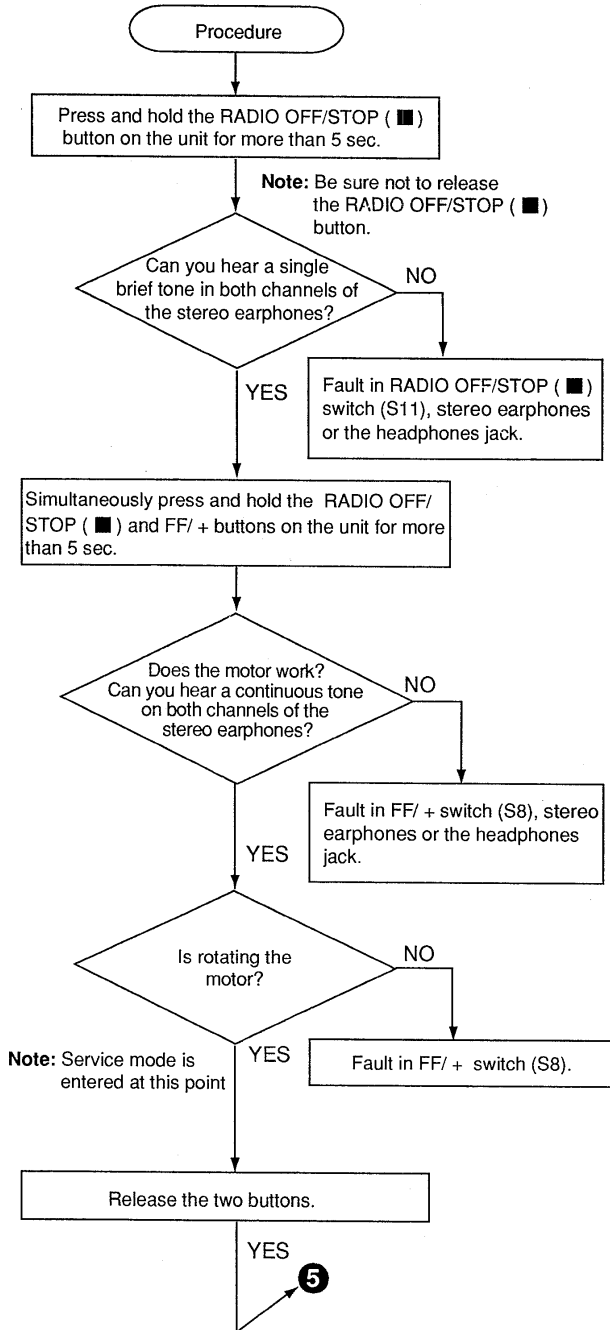 Procedure
Press and hold the RADIO OFF/STOP ( ■ )
button on the unit for more than 5 sec.
Note: Be sure not to release
the RADIO OFF/STOP ( ■ )
button.
Can you hear a single
brief tone in both channels of
the stereo earphones?
NO
Fault in RADIO OFF/STOP ( ■ )
switch (S11), stereo earphones
or the headphones jack.
YES
Simultaneously press and hold the RADIO OFF/
STOP ( ■ ) and FF/ + buttons on the unit for more
than 5 sec.
Does the motor work?
Can you hear a continuous tone
on both channels of the
stereo earphones?
NO
Fault in FF/ + switch (S8), stereo
earphones or the headphones
jack.
YES
Is rotating the
motor?
NO
Fault in FF/ + switch (S8).
YES
Note: Service mode is
entered at this point
Release the two buttons.
YES
5